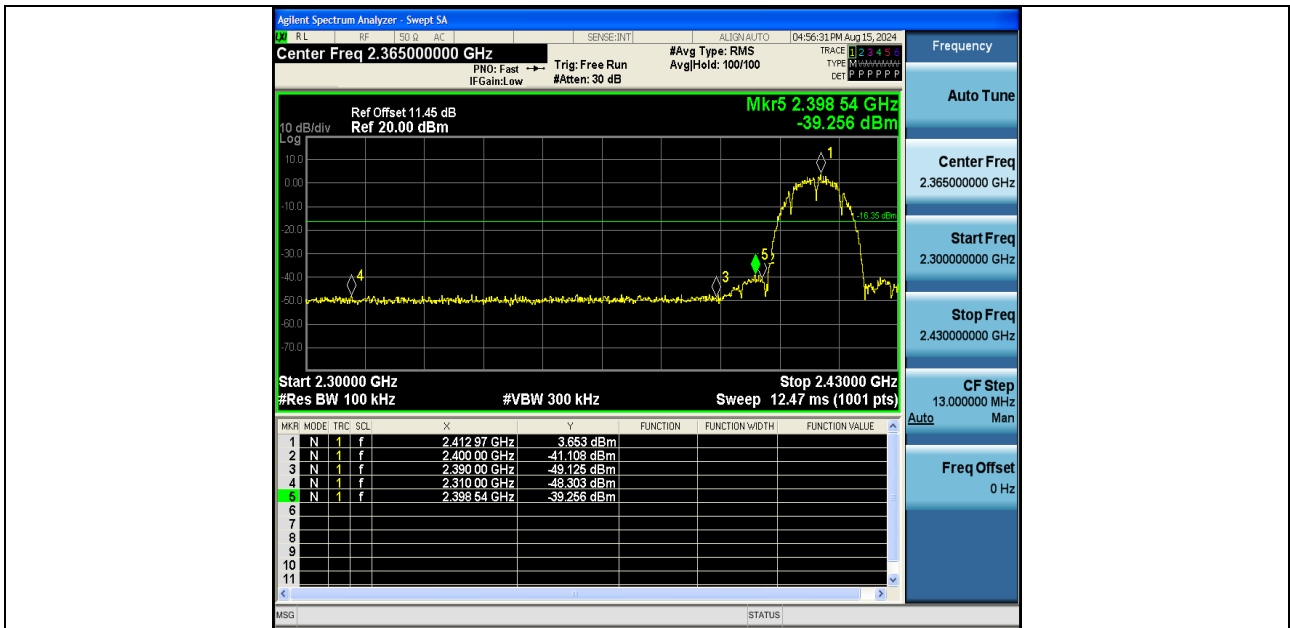 Agilent Spectrum Analyzer - Swept SA
RL RF 50 Ω AC SENSE:INT ALIGN AUTO 04:56:31 PM Aug 15, 2024
Center Freq 2.365000000 GHz
PNO: Fast
IFGain:Low
Trig: Free Run
#Atten: 30 dB
#Avg Type: RMS
Avg|Hold: 100/100
TRACE 1 2 3 4 5 6
TYPE M
DET P P P P P P
Ref Offset 11.45 dB
10 dB/div Ref 20.00 dBm
Log
Mkr5 2.398 54 GHz
-39.256 dBm
10.0
0.00
-10.0
-20.0
-30.0
-40.0
-50.0
-60.0
-70.0
1
-16.35 dBm
5
3
4
Start 2.30000 GHz Stop 2.43000 GHz
#Res BW 100 kHz #VBW 300 kHz Sweep 12.47 ms (1001 pts)
MKR MODE TRC SCL X Y FUNCTION FUNCTION WIDTH FUNCTION VALUE
1 N 1 f 2.412 97 GHz 3.653 dBm
2 N 1 f 2.400 00 GHz -41.108 dBm
3 N 1 f 2.390 00 GHz -49.125 dBm
4 N 1 f 2.310 00 GHz -48.303 dBm
5 N 1 f 2.398 54 GHz -39.256 dBm
6
7
8
9
10
11
MSG STATUS
Frequency
Auto Tune
Center Freq
2.365000000 GHz
Start Freq
2.300000000 GHz
Stop Freq
2.430000000 GHz
CF Step
13.000000 MHz
Auto Man
Freq Offset
0 Hz